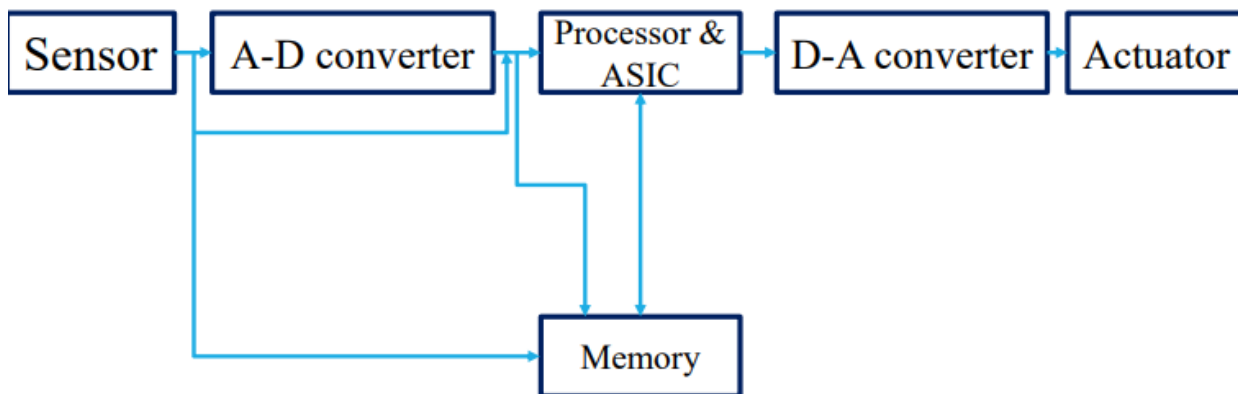 Sensor
A-D converter
Processor &
ASIC
D-A converter
Actuator
Memory